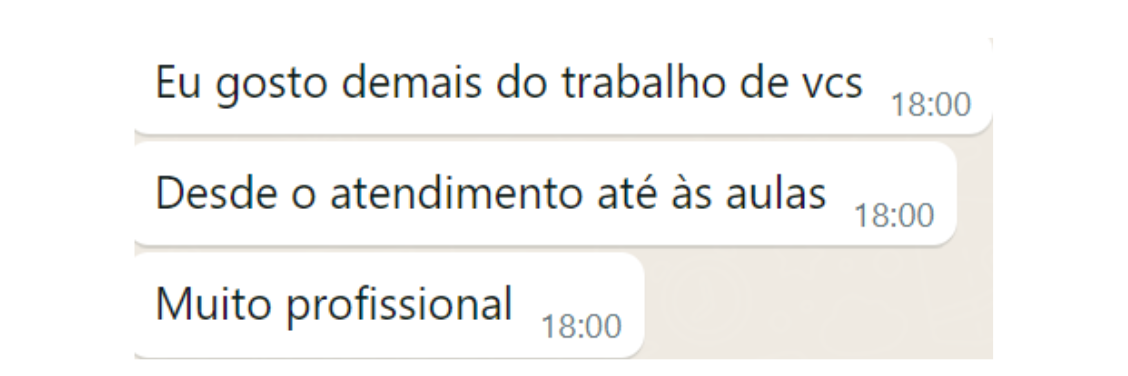 Eu gosto demais do trabalho de vcs 18:00
Desde o atendimento até às aulas 18:00
Muito profissional 18:00